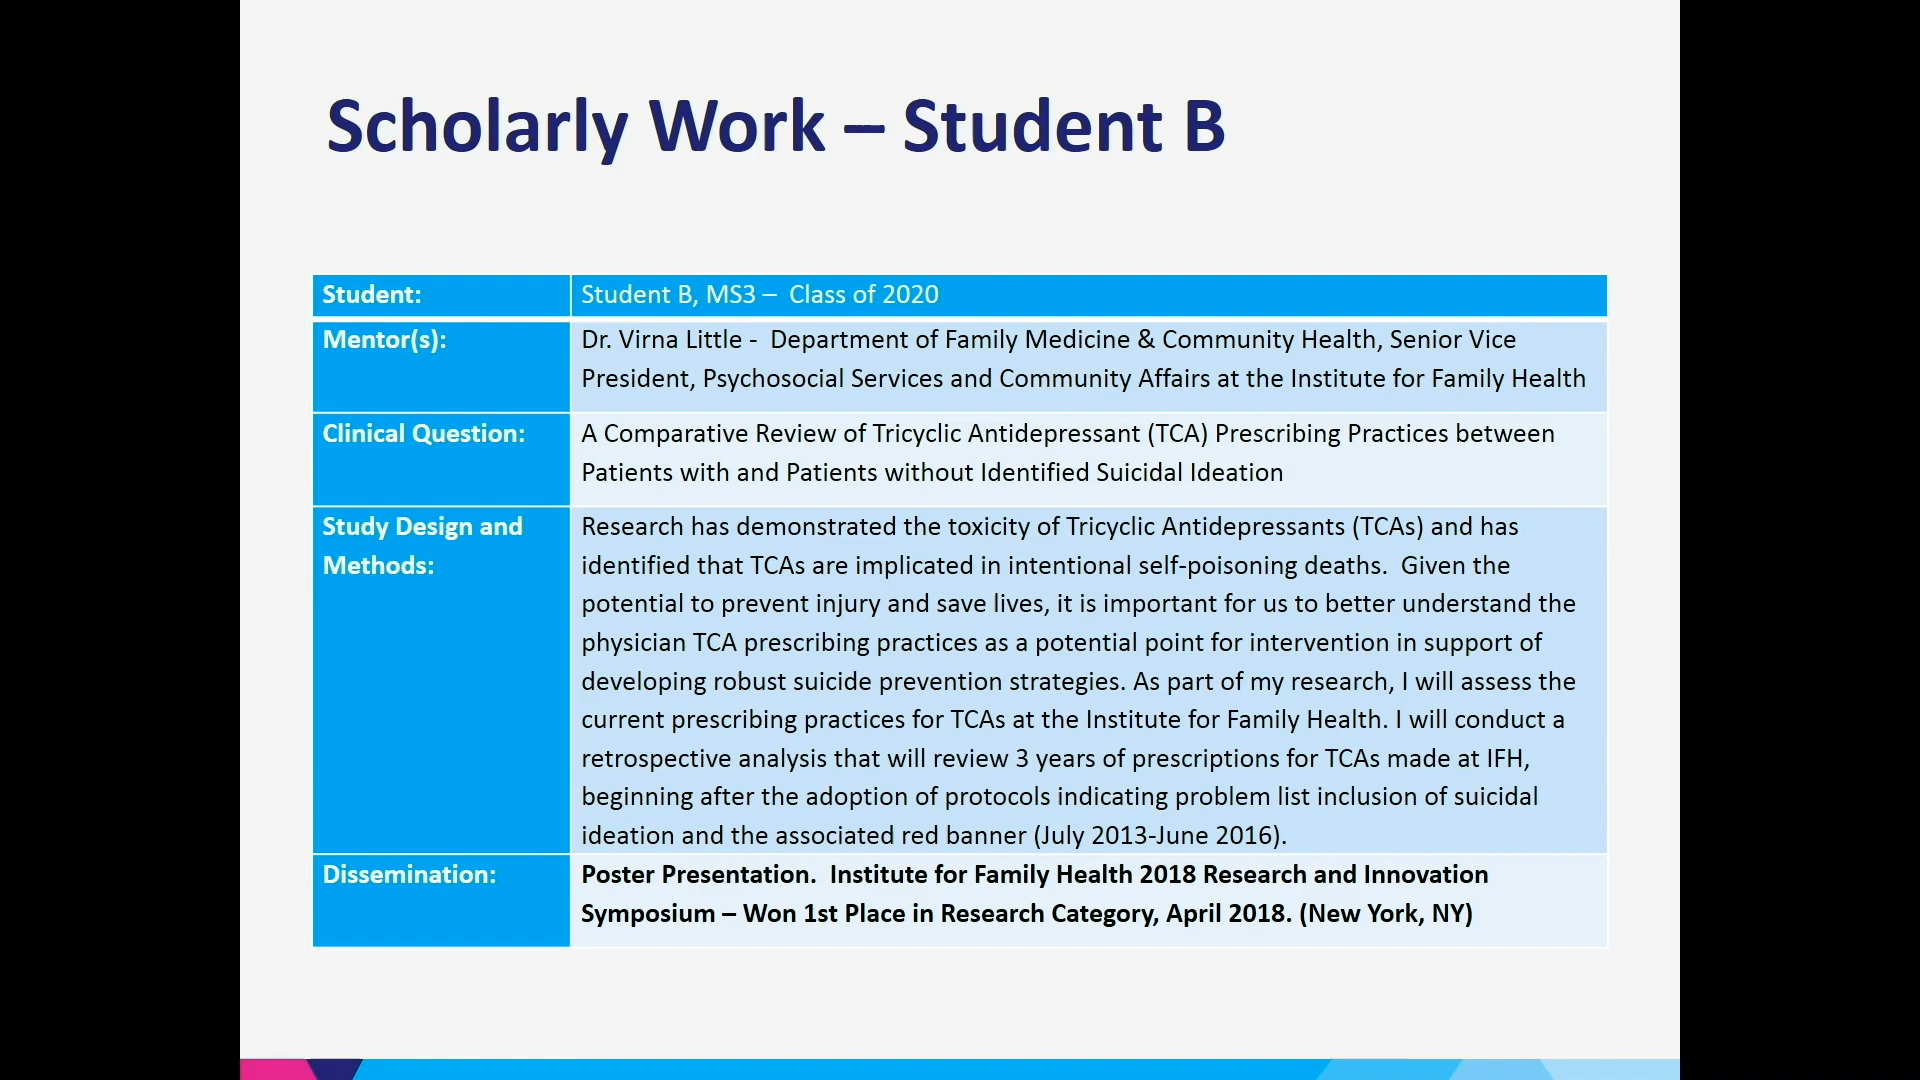 Scholarly Work – Student B
Student:
Student B, MS3 –  Class of 2020
Mentor(s):
Dr. Virna Little -  Department of Family Medicine & Community Health, Senior Vice
President, Psychosocial Services and Community Affairs at the Institute for Family Health
Clinical Question:
A Comparative Review of Tricyclic Antidepressant (TCA) Prescribing Practices between
Patients with and Patients without Identified Suicidal Ideation
Study Design and
Methods:
Research has demonstrated the toxicity of Tricyclic Antidepressants (TCAs) and has
identified that TCAs are implicated in intentional self-poisoning deaths.  Given the
potential to prevent injury and save lives, it is important for us to better understand the
physician TCA prescribing practices as a potential point for intervention in support of
developing robust suicide prevention strategies. As part of my research, I will assess the
current prescribing practices for TCAs at the Institute for Family Health. I will conduct a
retrospective analysis that will review 3 years of prescriptions for TCAs made at IFH,
beginning after the adoption of protocols indicating problem list inclusion of suicidal
ideation and the associated red banner (July 2013-June 2016).
Dissemination:
Poster Presentation.  Institute for Family Health 2018 Research and Innovation
Symposium – Won 1st Place in Research Category, April 2018. (New York, NY)